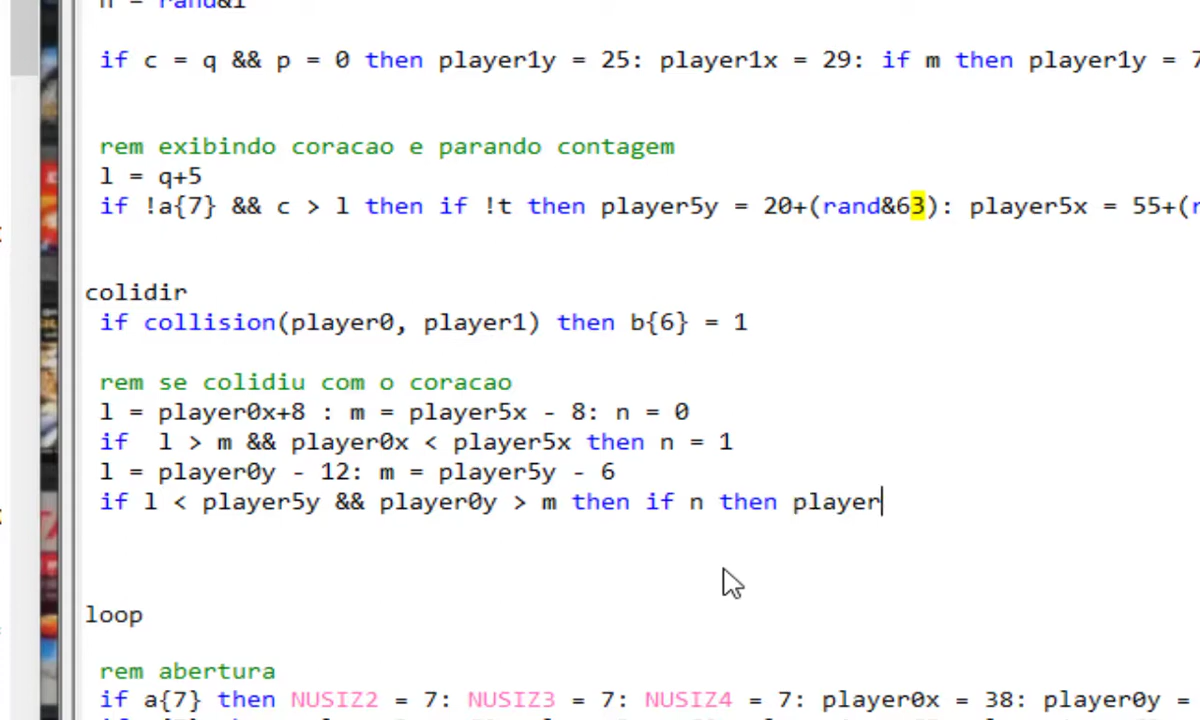 n = rand&1
if c = q && p = 0 then player1y = 25: player1x = 29: if m then player1y = 7
rem exibindo coracao e parando contagem
l = q+5
if !a{7} && c > l then if !t then player5y = 20+(rand&63): player5x = 55+(r
colidir
if collision(player0, player1) then b{6} = 1
rem se colidiu com o coracao
l = player0x+8 : m = player5x - 8: n = 0
if  l > m && player0x < player5x then n = 1
l = player0y - 12: m = player5y - 6
if l < player5y && player0y > m then if n then player
loop
rem abertura
if a{7} then NUSIZ2 = 7: NUSIZ3 = 7: NUSIZ4 = 7: player0x = 38: player0y =